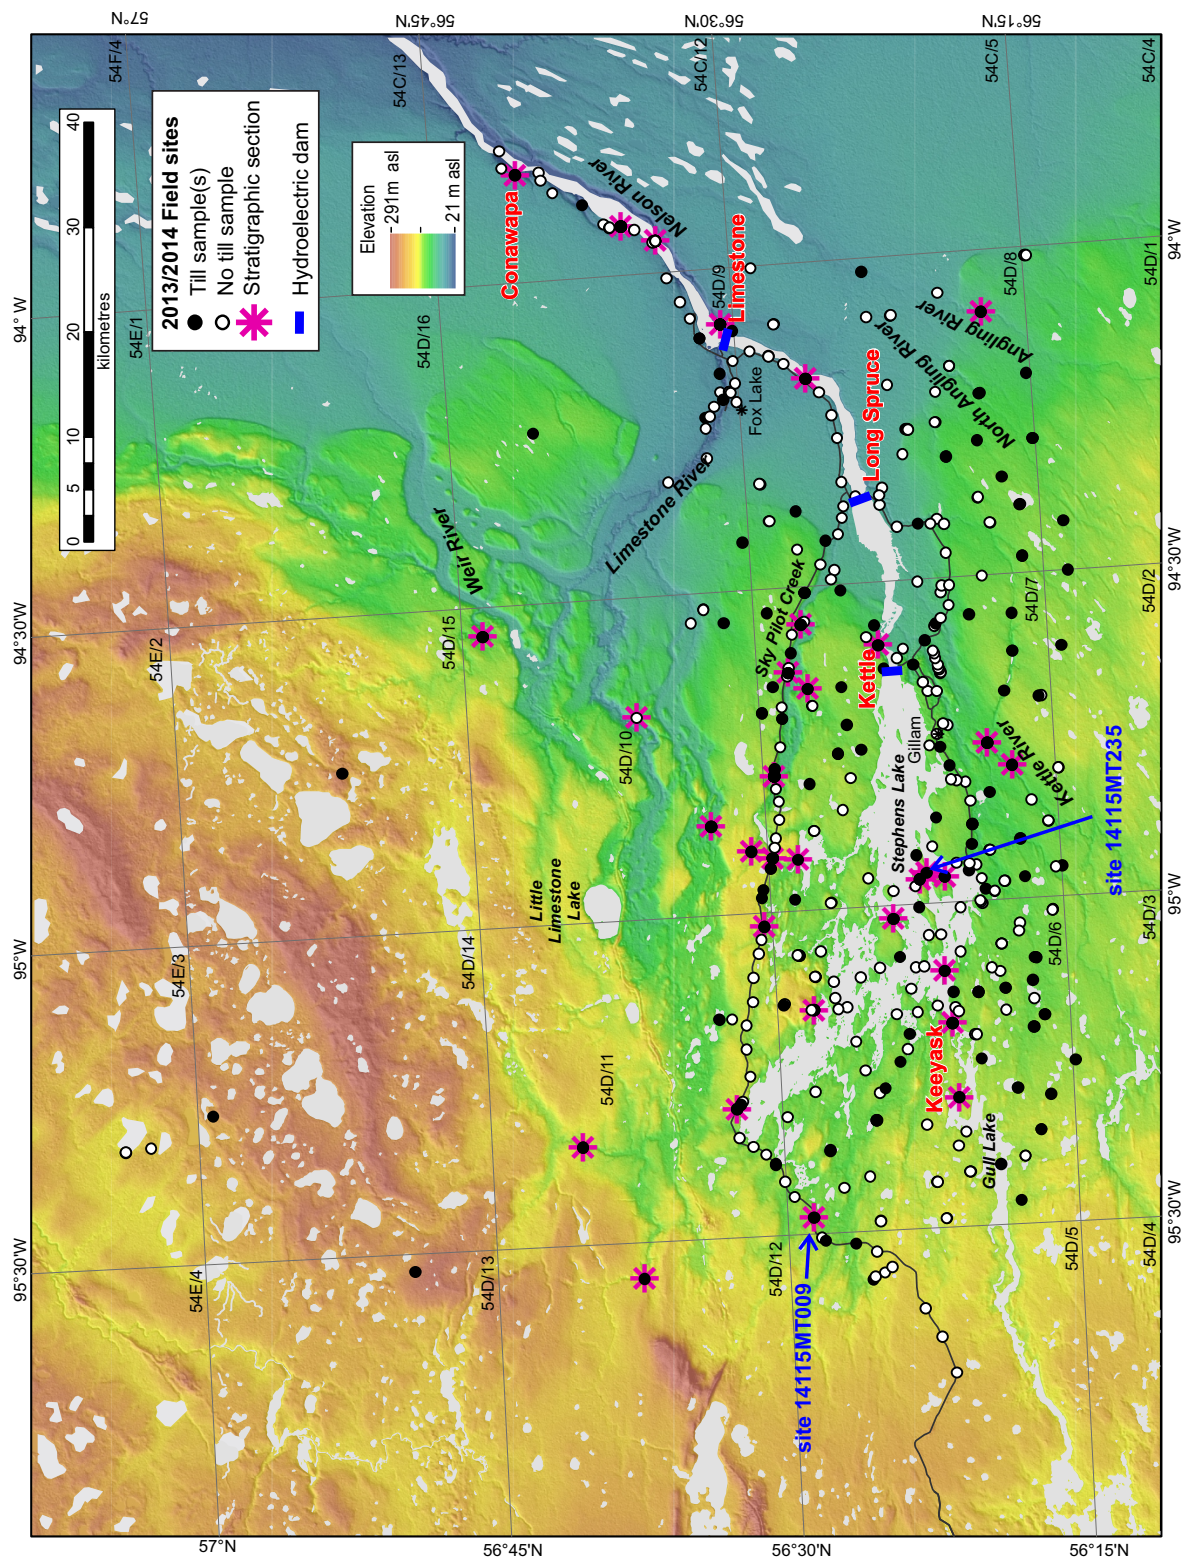 57°N
56°45'N
56°30'N
56°15'N
54F/4
54C/13
54C/12
54C/5
54C/4
0 5 10 20 30 40
kilometres
2013/2014 Field sites
Till sample(s)
No till sample
Stratigraphic section
Hydroelectric dam
Elevation
291m asl
21 m asl
Conawapa
Nelson River
Limestone
94°W
94°W
54E/1
54D/16
54D/9
54D/8
54D/1
Fox Lake
Angling River
North Angling River
Long Spruce
Limestone River
Weir River
Sky Pilot Creek
94°30'W
94°30'W
54E/2
54D/15
54D/10
54D/7
54D/2
Kettle
Gillam
Stephens Lake
Kettle River
site 14115MT235
Little
Limestone
Lake
95°W
95°W
54E/3
54D/14
54D/11
54D/6
54D/3
Keeyask
Gull Lake
95°30'W
95°30'W
54E/4
54D/13
54D/12
54D/5
54D/4
site 14115MT009
57°N
56°45'N
56°30'N
56°15'N